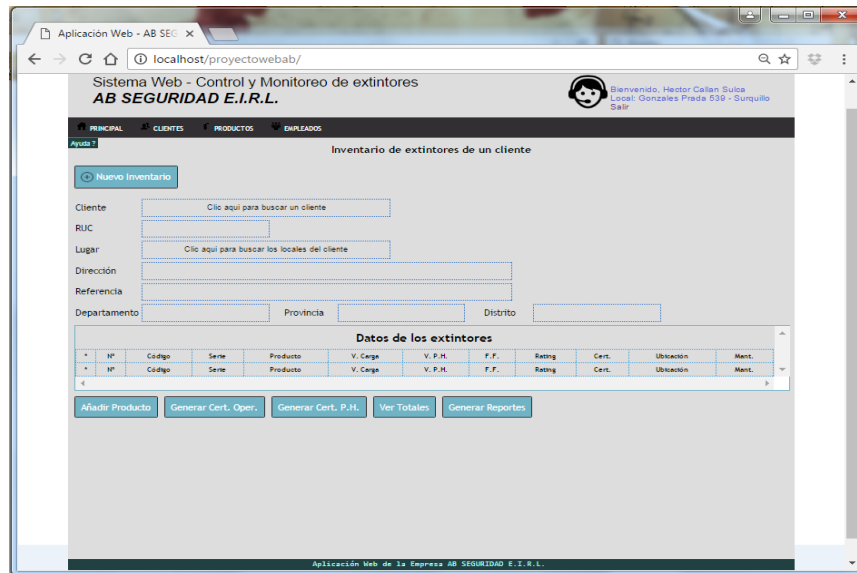 Aplicación Web - AB SEG
localhost/proyectowebab/
Sistema Web - Control y Monitoreo de extintores
AB SEGURIDAD E.I.R.L.
Bienvenido, Hector Callan Sulca
Local: Gonzales Prada 539 - Surquillo
Salir
PRINCIPAL CLIENTES PRODUCTOS EMPLEADOS
Ayuda ?
Inventario de extintores de un cliente
Nuevo Inventario
Cliente Clic aqui para buscar un cliente
RUC
Lugar Clic aqui para buscar los locales del cliente
Dirección
Referencia
Departamento Provincia Distrito
Datos de los extintores
* N° Código Serie Producto V. Carga V. P.H. F.F. Rating Cert. Ubicación Mant.
* N° Código Serie Producto V. Carga V. P.H. F.F. Rating Cert. Ubicación Mant.
Añadir Producto Generar Cert. Oper. Generar Cert. P.H. Ver Totales Generar Reportes
Aplicación Web de la Empresa AB SEGURIDAD E.I.R.L.